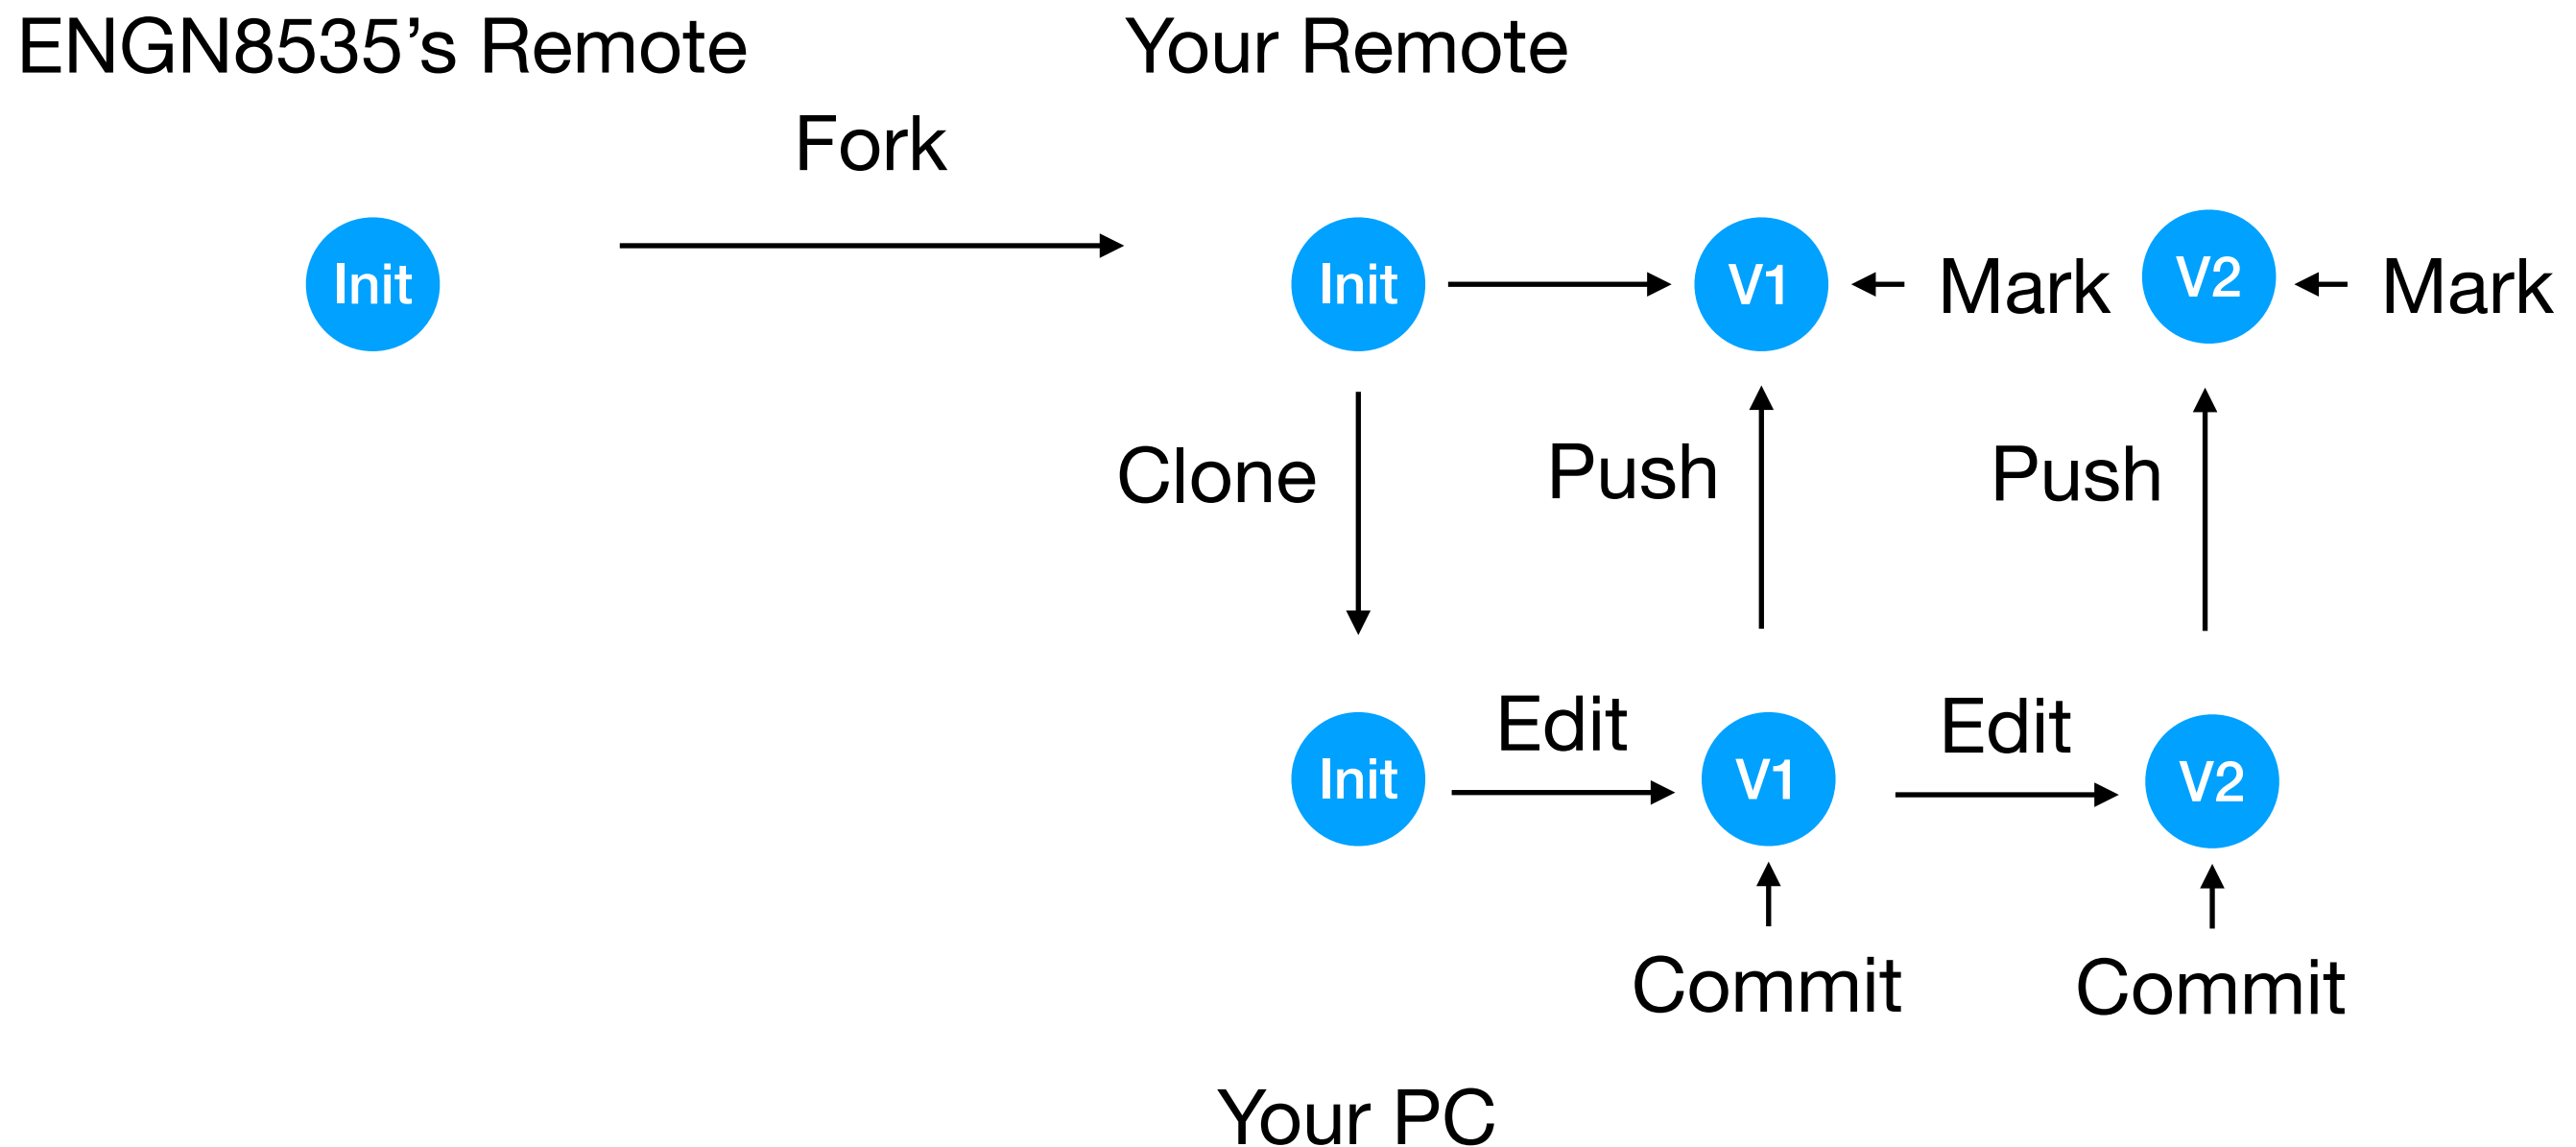 ENGN8535’s Remote
Your Remote
Fork
Init
Init
V1
Mark
V2
Mark
Clone
Push
Push
Init
Edit
V1
Edit
V2
Commit
Commit
Your PC